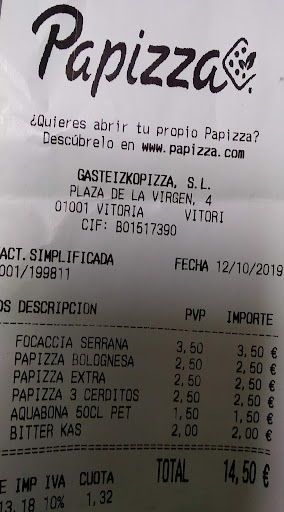 Papizza
¿Quieres abrir tu propio Papizza?
Descúbrelo en www.papizza.com
GASTEIZKOPIZZA, S.L.
PLAZA DE LA VIRGEN, 4
01001 VITORIA VITORI
CIF: B01517390
ACT.SIMPLIFICADA
001/199811 FECHA 12/10/2019
OS DESCRIPCION PVP IMPORTE
FOCACCIA SERRANA 3,50 3,50 €
PAPIZZA BOLOGNESA 2,50 2,50 €
PAPIZZA EXTRA 2,50 2,50 €
PAPIZZA 3 CERDITOS 2,50 2,50 €
AQUABONA 50CL PET 1,50 1,50 €
BITTER KAS 2,00 2,00 €
TOTAL 14,50 €
E IMP IVA CUOTA
13,18 10% 1,32